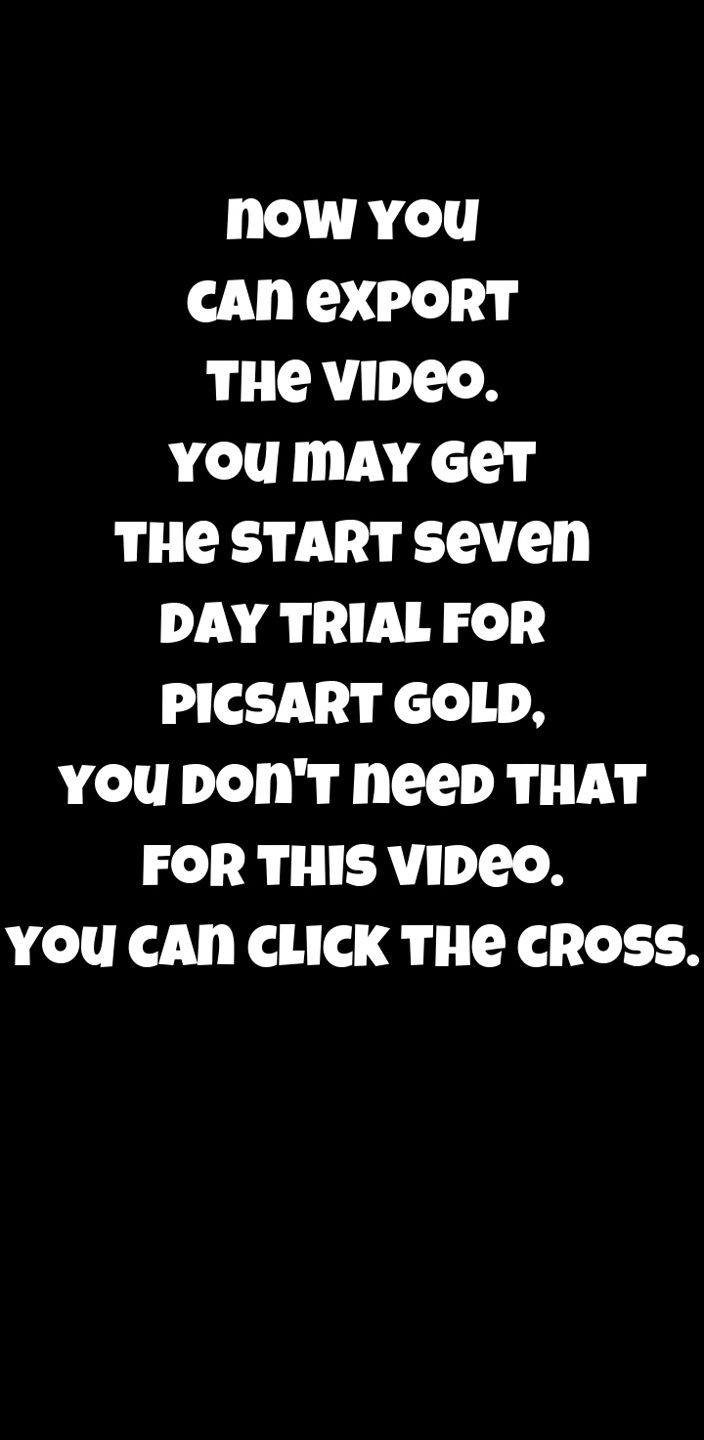 now you
can export
the video.
you may get
the start seven
day trial for
picsart gold,
you don't need that
for this video.
you can click the cross.